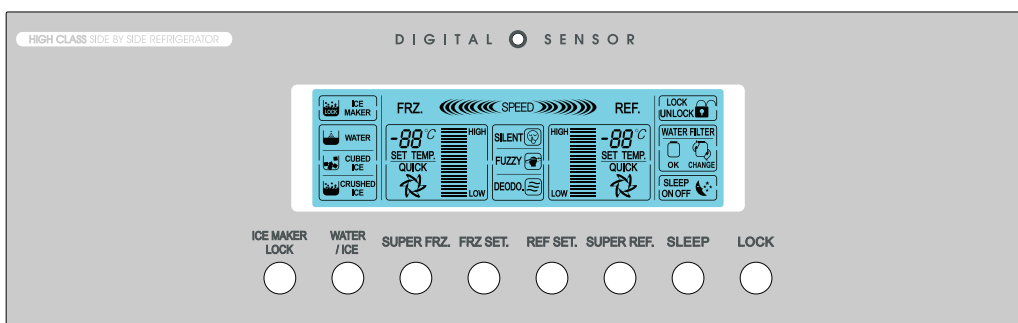 HIGH CLASS SIDE BY SIDE REFRIGERATOR
DIGITAL SENSOR
ICE MAKER
LOCK
WATER
CUBED ICE
CRUSHED ICE
FRZ. SPEED REF.
-88°C
SET TEMP.
QUICK
HIGH
LOW
SILENT
FUZZY
DEODO.
HIGH
LOW
-88°C
SET TEMP.
QUICK
LOCK
UNLOCK
WATER FILTER
OK CHANGE
SLEEP
ON OFF
ICE MAKER LOCK
WATER / ICE
SUPER FRZ.
FRZ SET.
REF SET.
SUPER REF.
SLEEP
LOCK